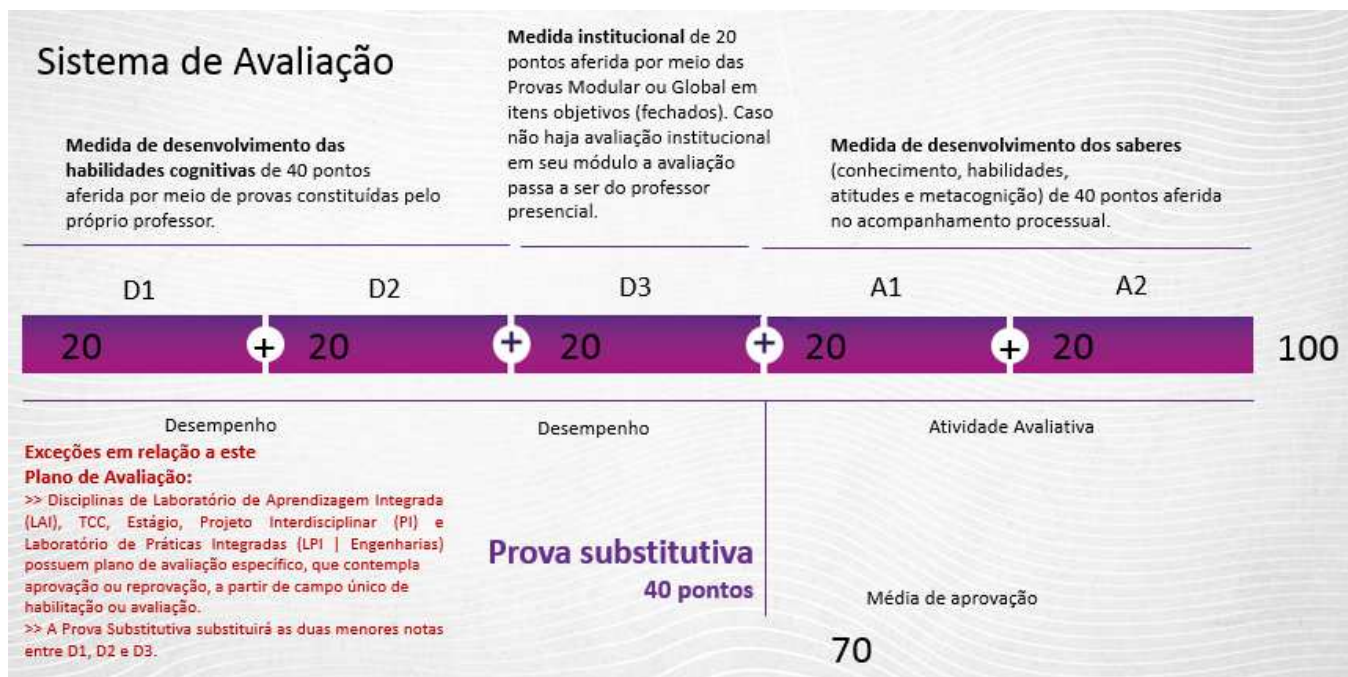 Sistema de Avaliação
Medida de desenvolvimento das
habilidades cognitivas de 40 pontos
aferida por meio de provas constituídas pelo
próprio professor.
Medida institucional de 20
pontos aferida por meio das
Provas Modular ou Global em
itens objetivos (fechados). Caso
não haja avaliação institucional
em seu módulo a avaliação
passa a ser do professor
presencial.
Medida de desenvolvimento dos saberes
(conhecimento, habilidades,
atitudes e metacognição) de 40 pontos aferida
no acompanhamento processual.
D1 D2 D3 A1 A2
20 + 20 + 20 + 20 + 20 100
Desempenho Desempenho Atividade Avaliativa
Exceções em relação a este
Plano de Avaliação:
>> Disciplinas de Laboratório de Aprendizagem Integrada
(LAI), TCC, Estágio, Projeto Interdisciplinar (PI) e
Laboratório de Práticas Integradas (LPI | Engenharias)
possuem plano de avaliação específico, que contempla
aprovação ou reprovação, a partir de campo único de
habilitação ou avaliação.
>> A Prova Substitutiva substituirá as duas menores notas
entre D1, D2 e D3.
Prova substitutiva
40 pontos
Média de aprovação
70